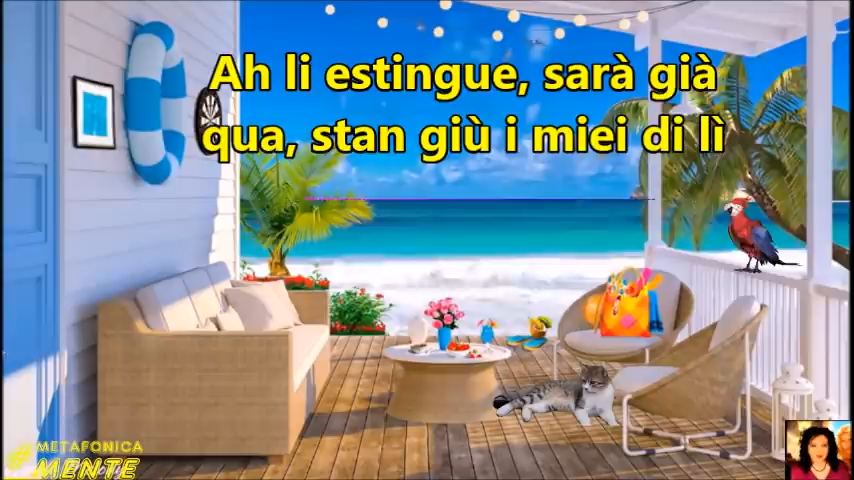 Ah li estingue, sarà già
qua, stan giù i miei di lì
#METAFONICA
MENTE